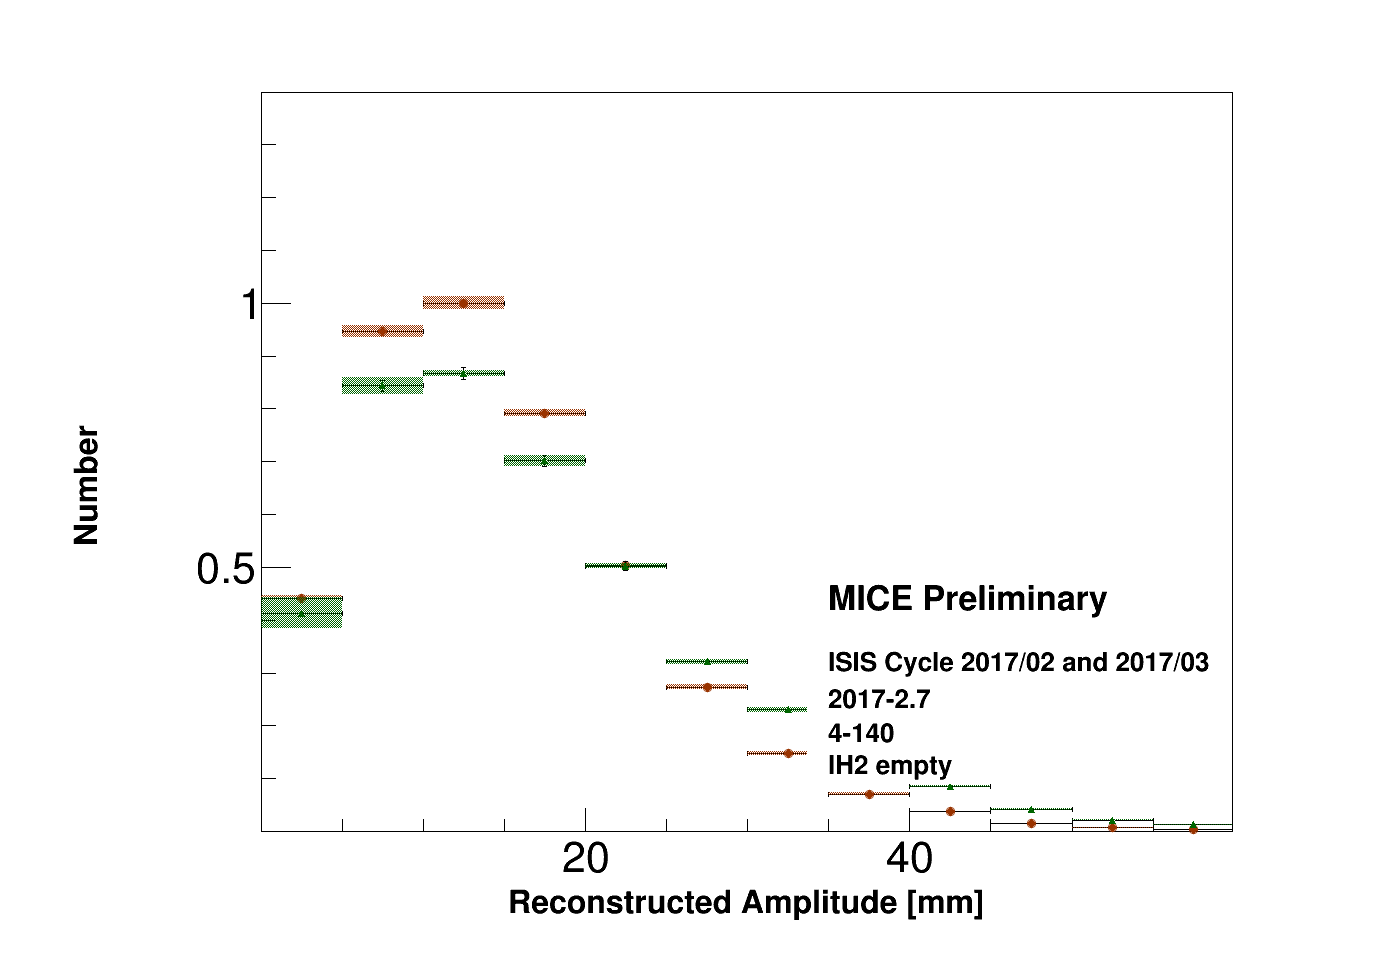 1
0.5
Number
MICE Preliminary
ISIS Cycle 2017/02 and 2017/03
2017-2.7
4-140
IH2 empty
20
40
Reconstructed Amplitude [mm]